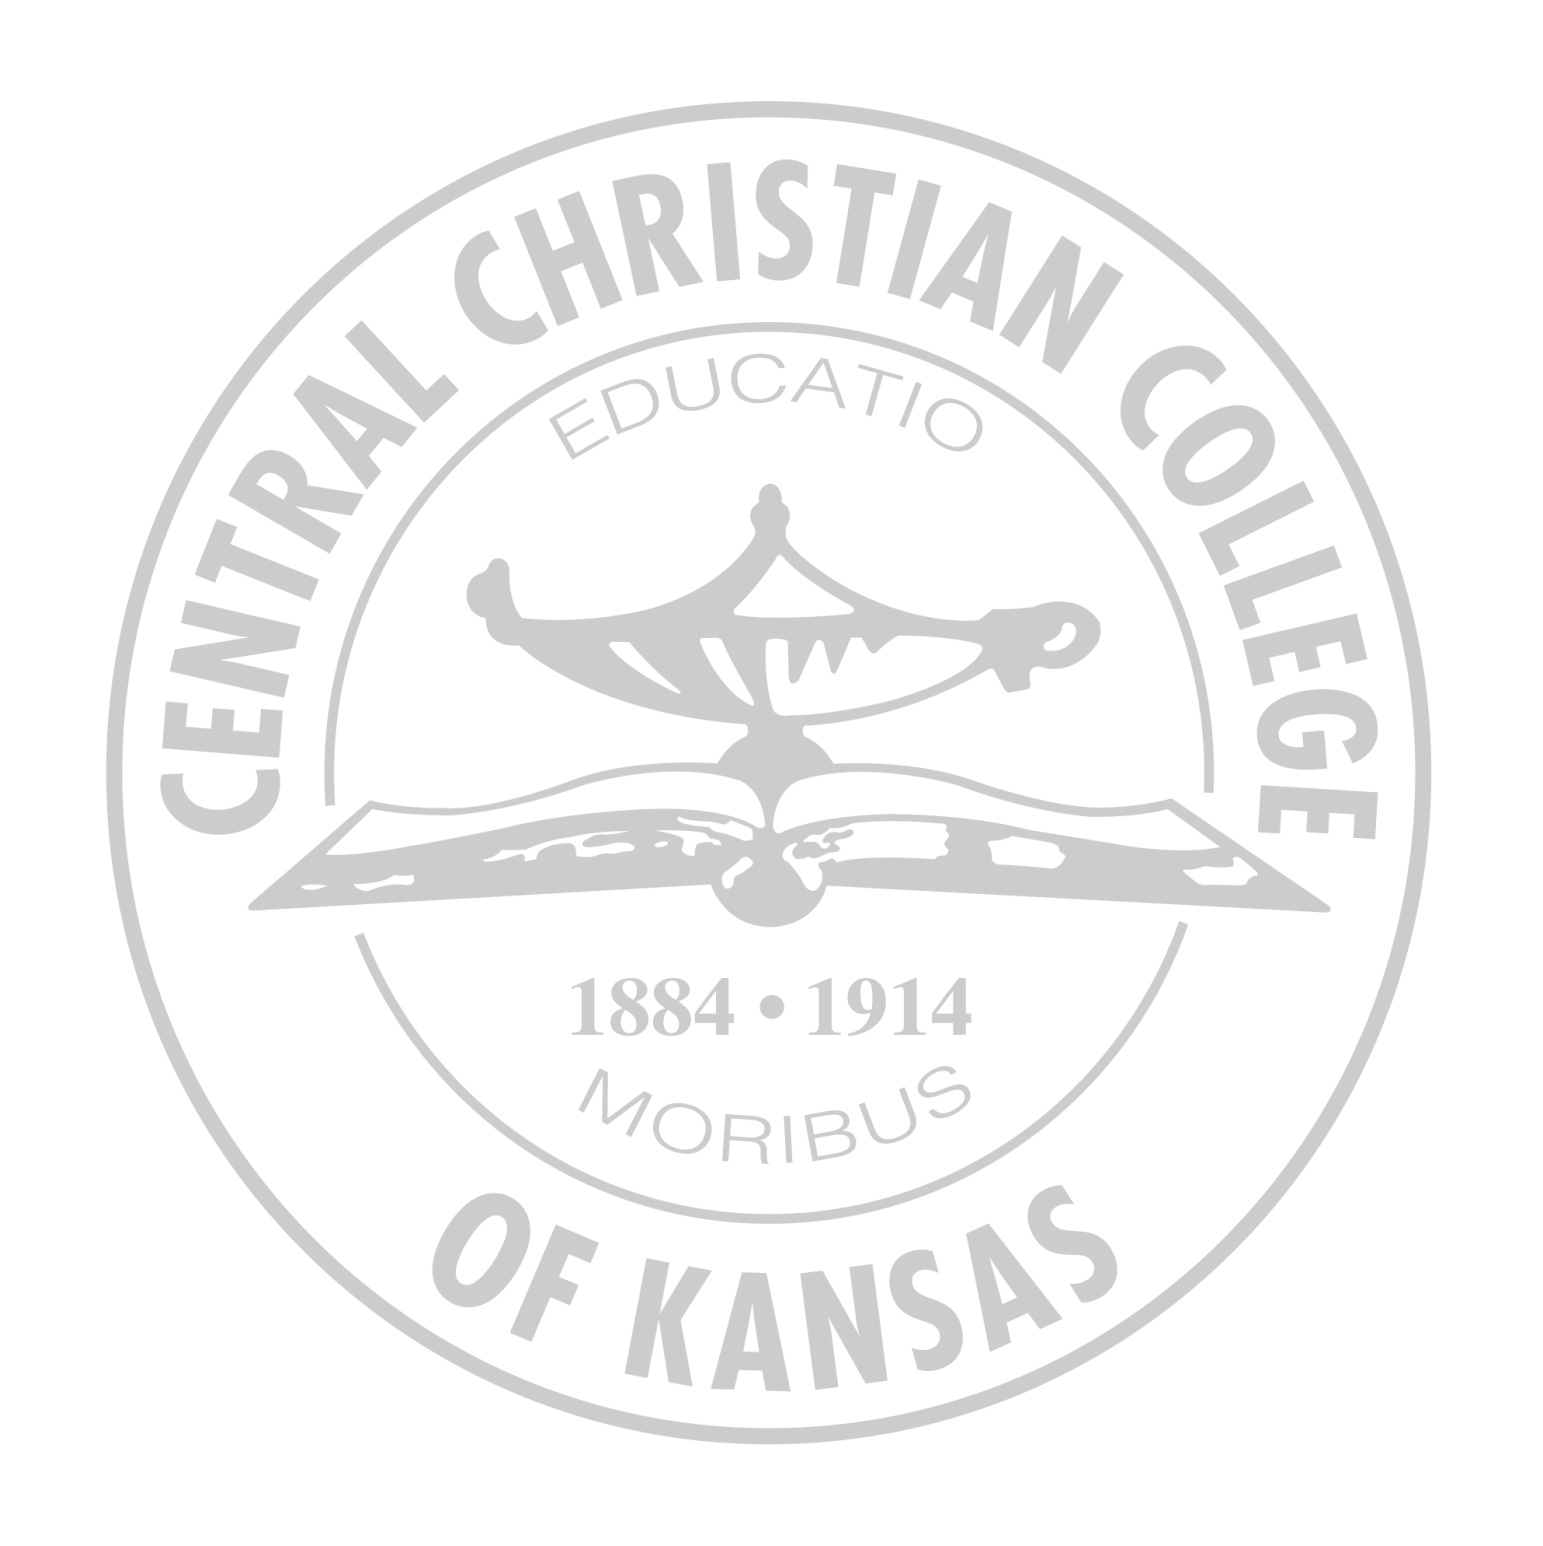 CENTRAL CHRISTIAN COLLEGE
EDUCATIO
1884 • 1914
MORIBUS
OF KANSAS